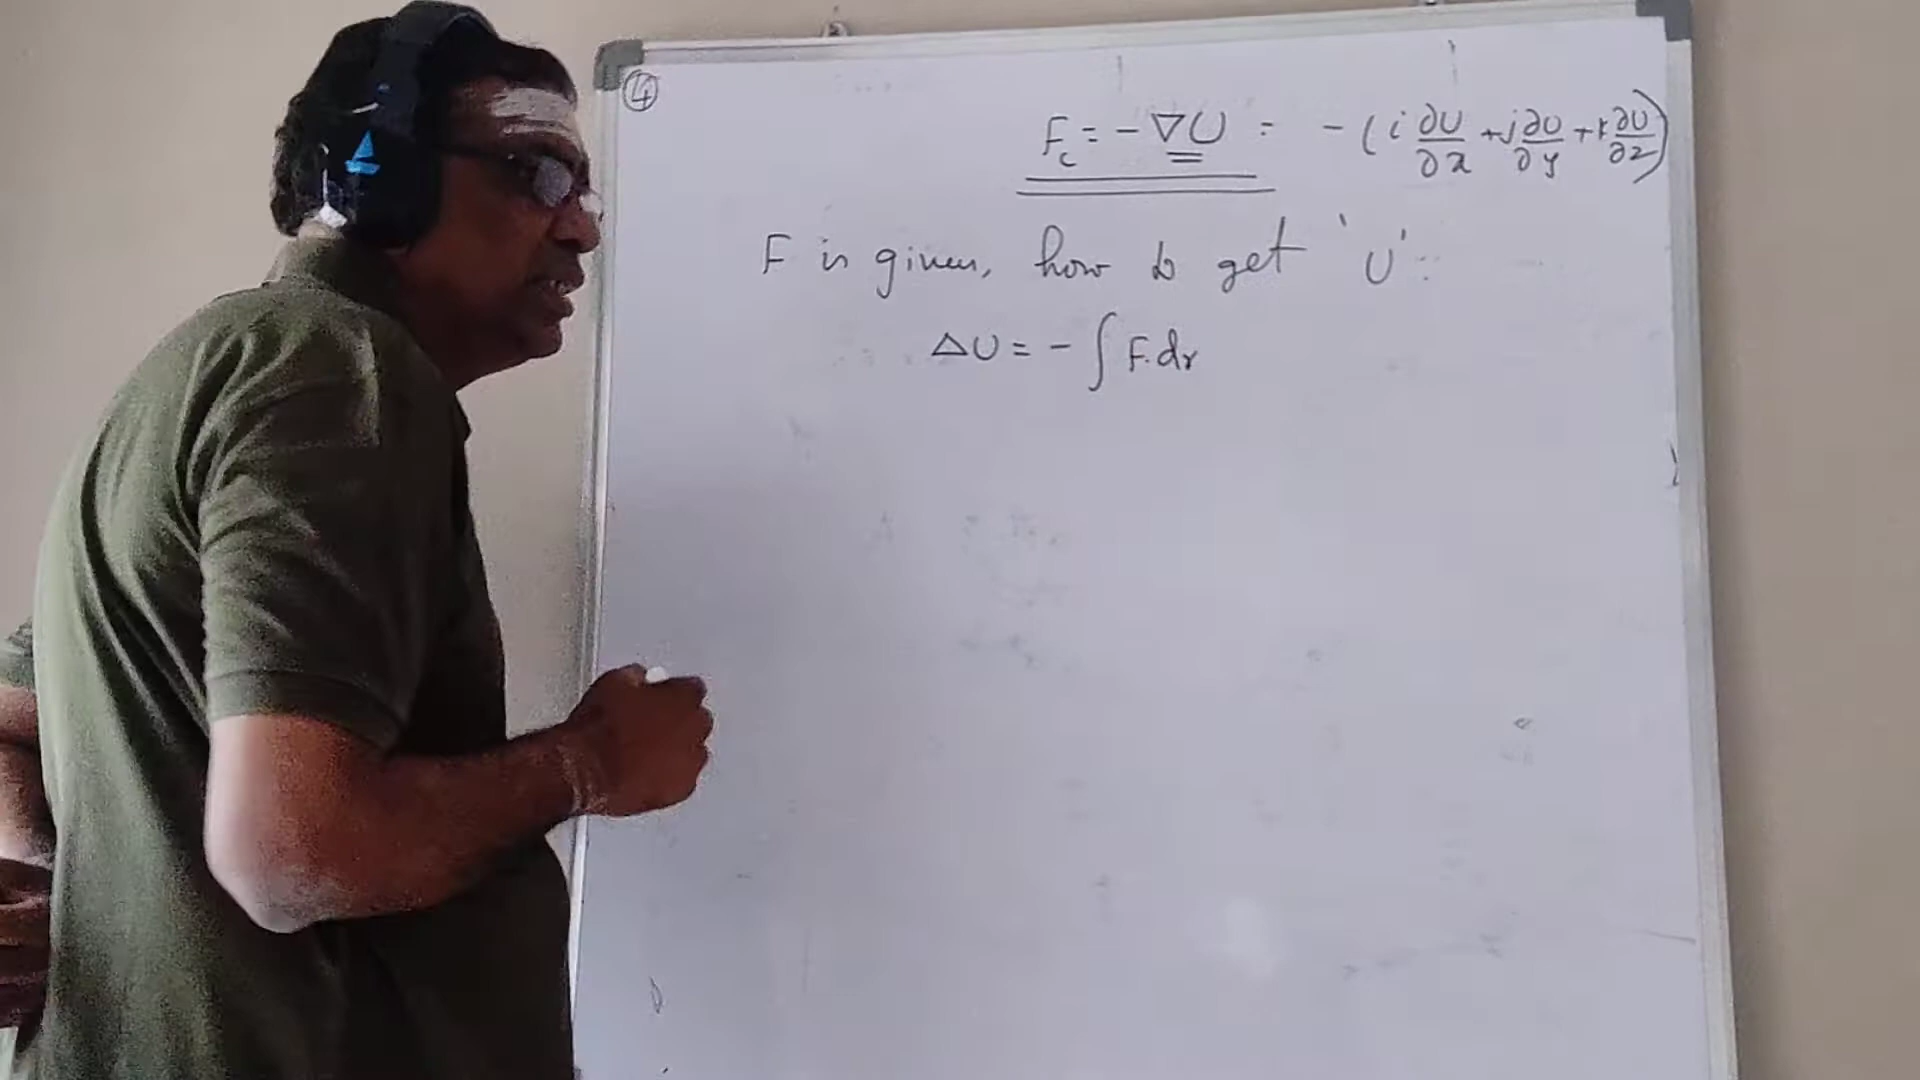 ④
F_c = -∇U = -(i ∂U/∂x + j ∂U/∂y + k ∂U/∂z)
F is given, how to get 'U':
ΔU = - ∫ F.dr